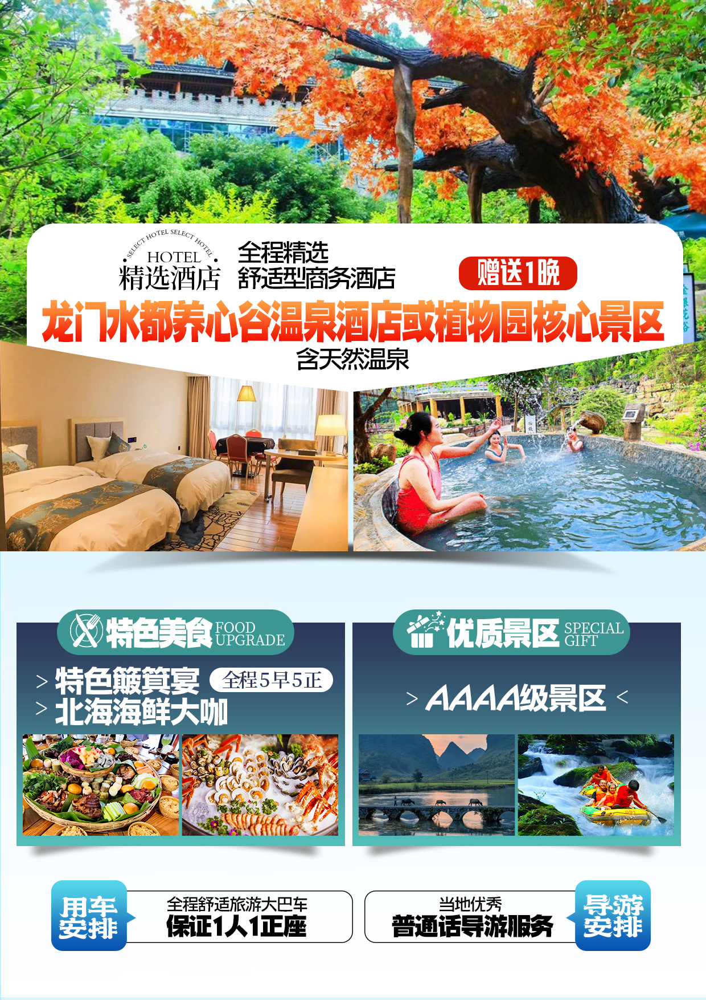 SELECT HOTEL SELECT HOTEL
HOTEL
精选酒店
全程精选
舒适型商务酒店
赠送1晚
龙门水都养心谷温泉酒店或植物园核心景区
含天然温泉
特色美食
FOOD
UPGRADE
> 特色簸箕宴
全程5早5正
> 北海海鲜大咖
优质景区
SPECIAL
GIFT
> AAAA级景区 <
091
用车
安排
全程舒适旅游大巴车
保证1人1正座
当地优秀
普通话导游服务
导游
安排